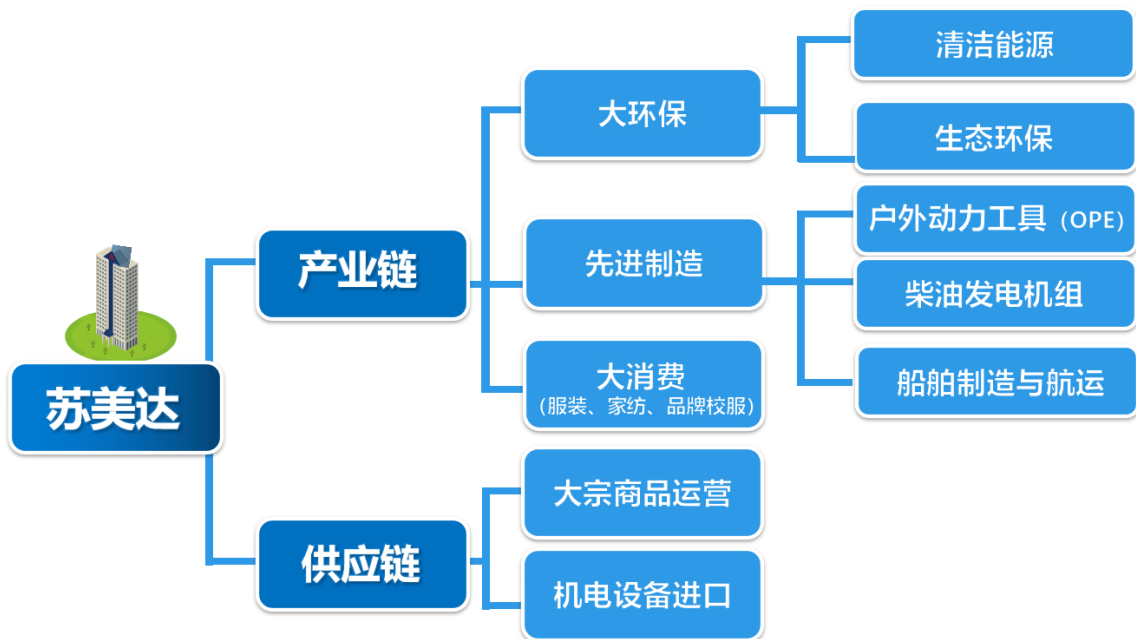 苏美达
产业链
大环保
清洁能源
生态环保
先进制造
户外动力工具（OPE）
柴油发电机组
船舶制造与航运
大消费
（服装、家纺、品牌校服）
供应链
大宗商品运营
机电设备进口